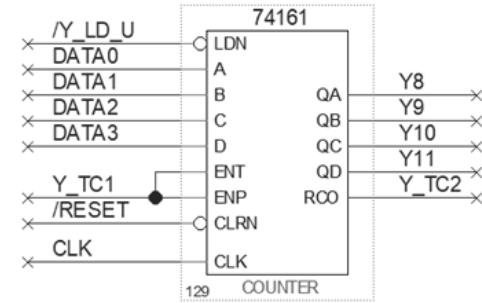 74161
/Y_LD_U
LDN
DATA0
A
DATA1
B
QA
Y8
DATA2
C
QB
Y9
DATA3
D
QC
Y10
ENT
QD
Y11
Y_TC1
ENP
RCO
Y_TC2
/RESET
CLRN
CLK
CLK
129
COUNTER